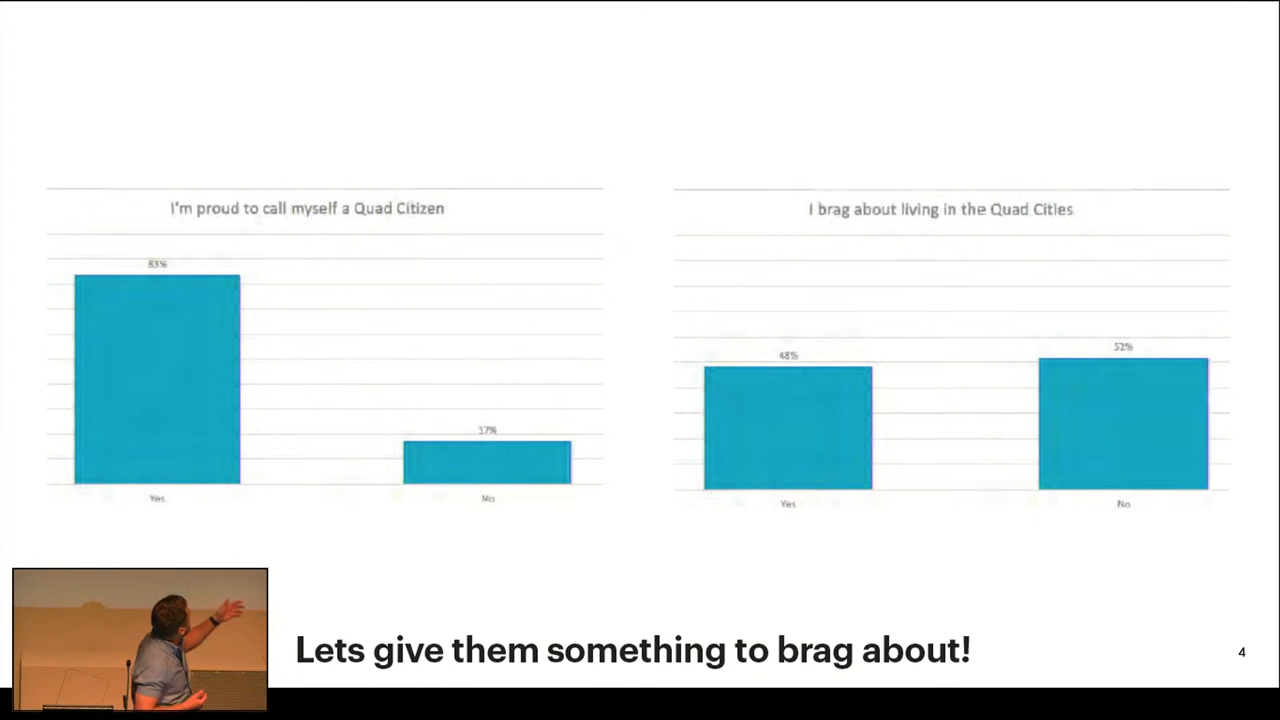 I'm proud to call myself a Quad Citizen
83%
17%
Yes
No
I brag about living in the Quad Cities
48%
52%
Yes
No
Lets give them something to brag about!
4